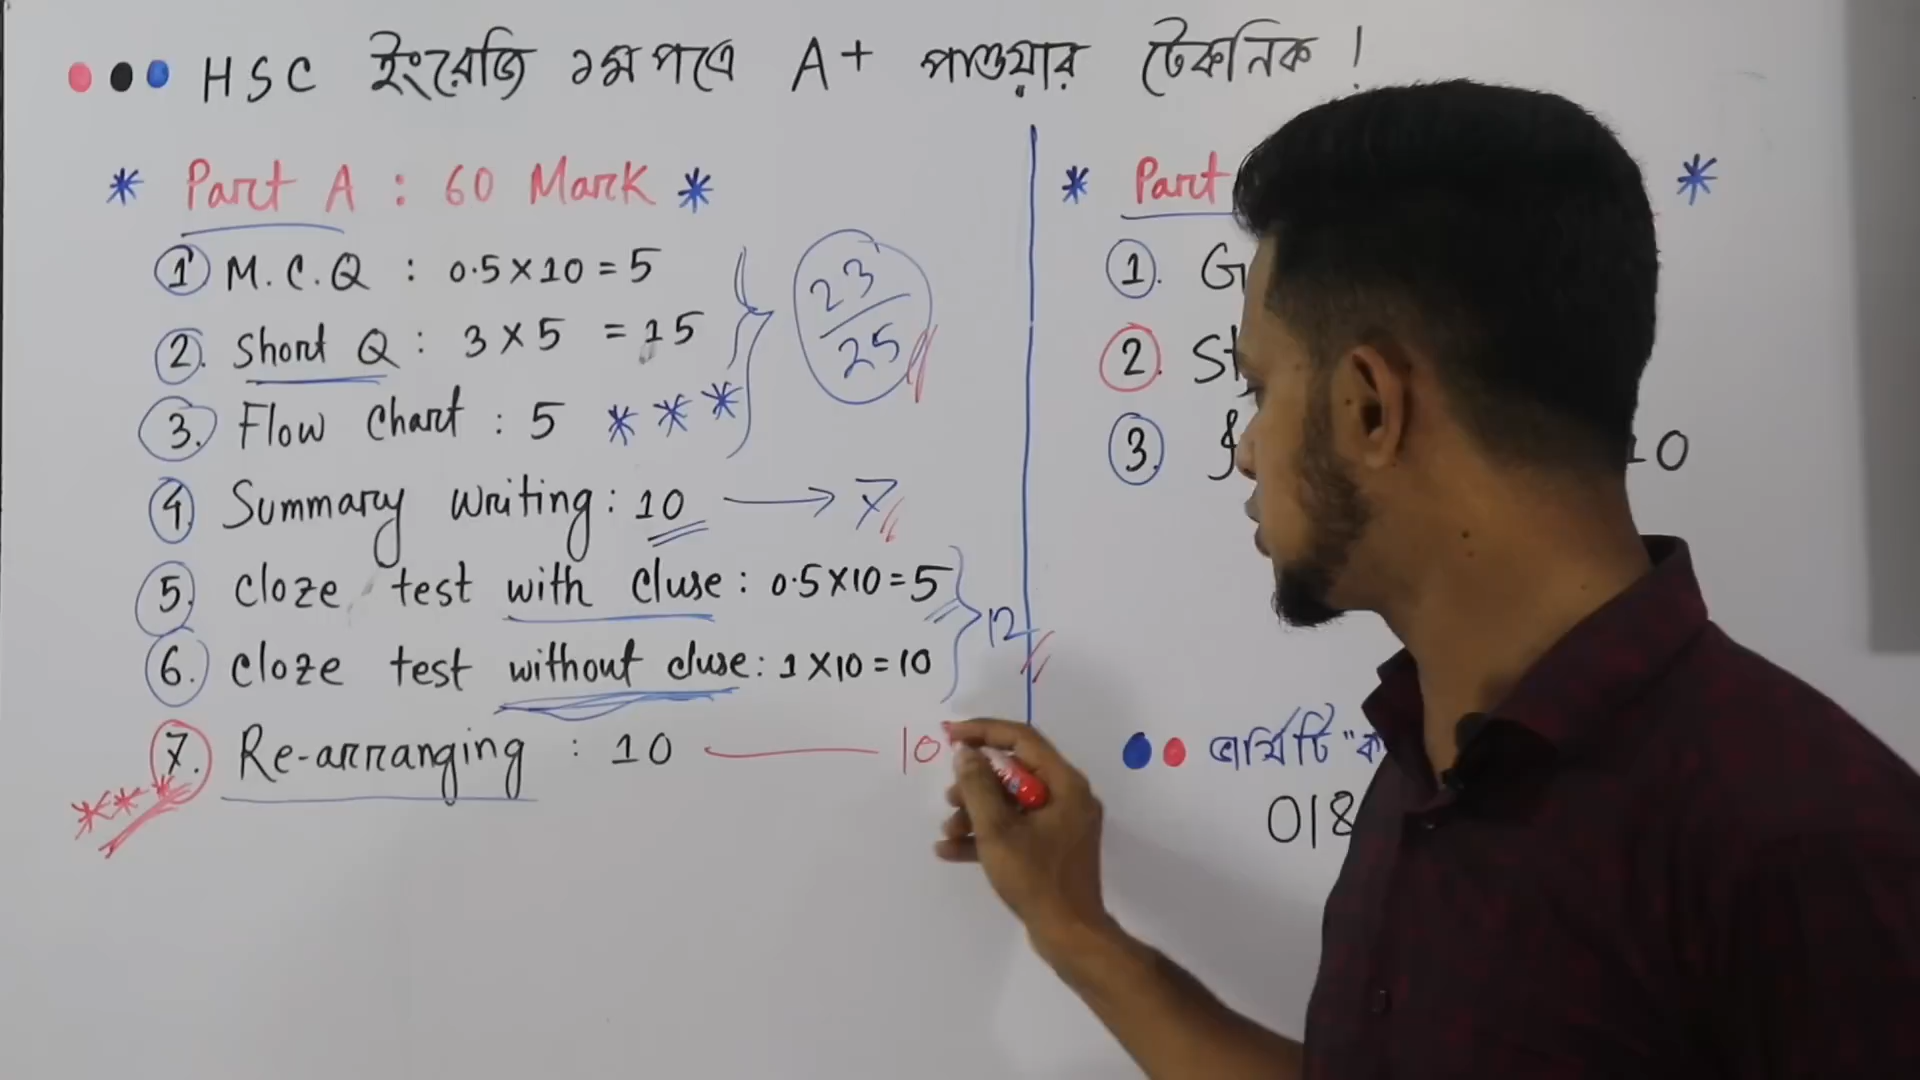 HSC ইংরেজি ১ম পত্রে A+ পাওয়ার টেকনিক !
* Part A : 60 Mark *
1 M.C.Q : 0.5 X 10 = 5
2. Short Q : 3 X 5 = 15
3. Flow Chart : 5 * * *
23/25
4 Summary writing : 10 → 7
5. Cloze test with cluse : 0.5 X 10 = 5
6. Cloze test without cluse : 1 X 10 = 10
12
7. Re-arranging : 10 — 10
***
* Part *
1. G
2. St
3.
10
018